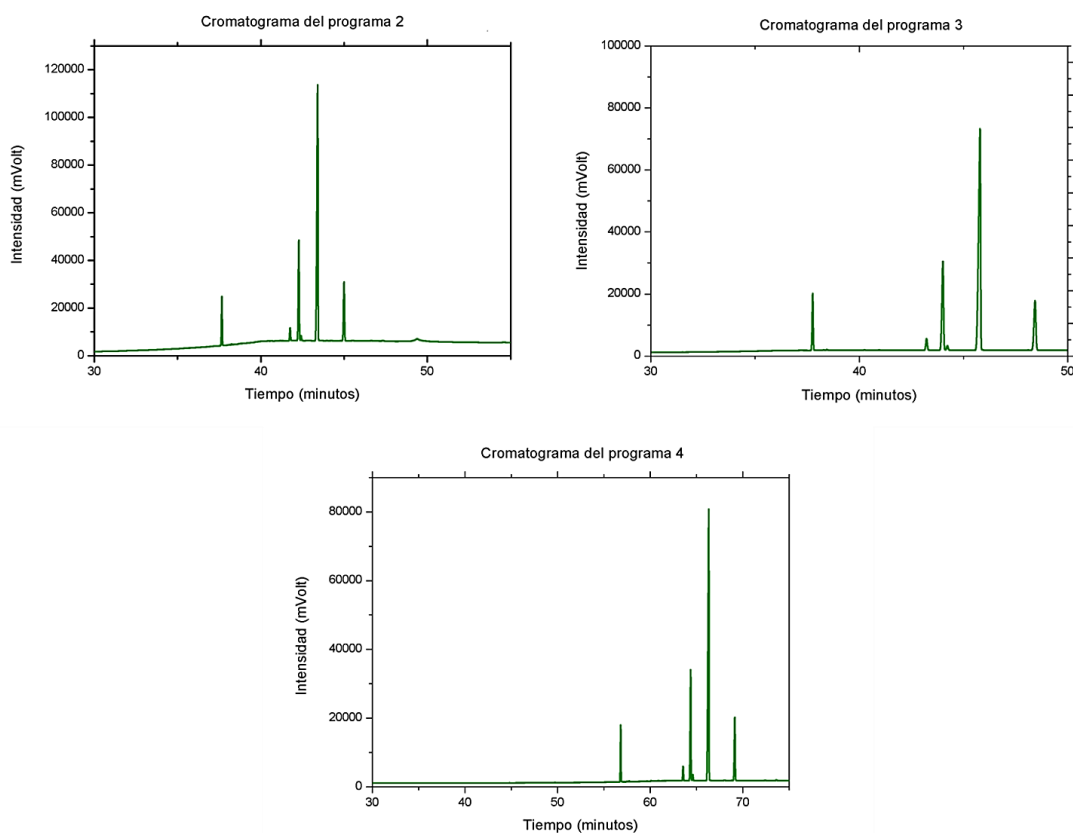 Cromatograma del programa 2
120000
100000
80000
60000
40000
20000
0
Intensidad (mVolt)
30 40 50
Tiempo (minutos)
Cromatograma del programa 3
100000
80000
60000
40000
20000
0
Intensidad (mVolt)
30 40 50
Tiempo (minutos)
Cromatograma del programa 4
80000
60000
40000
20000
0
Intensidad (mVolt)
30 40 50 60 70
Tiempo (minutos)